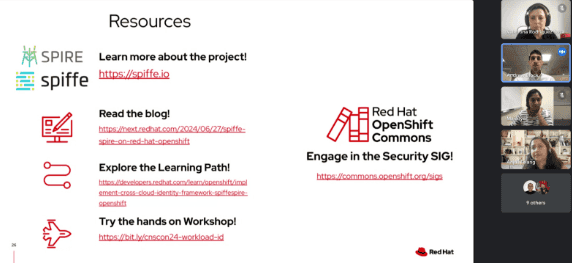 Resources
SPIRE
spiffe
Learn more about the project!
https://spiffe.io
Read the blog!
https://next.redhat.com/2024/06/27/spiffe-
spire-on-red-hat-openshift
Explore the Learning Path!
https://developers.redhat.com/learn/openshift/impl
ement-cross-cloud-identity-framework-spiffespire-
openshift
Try the hands on Workshop!
https://bit.ly/cnscon24-workload-id
Red Hat
OpenShift
Commons
Engage in the Security SIG!
https://commons.openshift.org/sigs
Red Hat
9 others